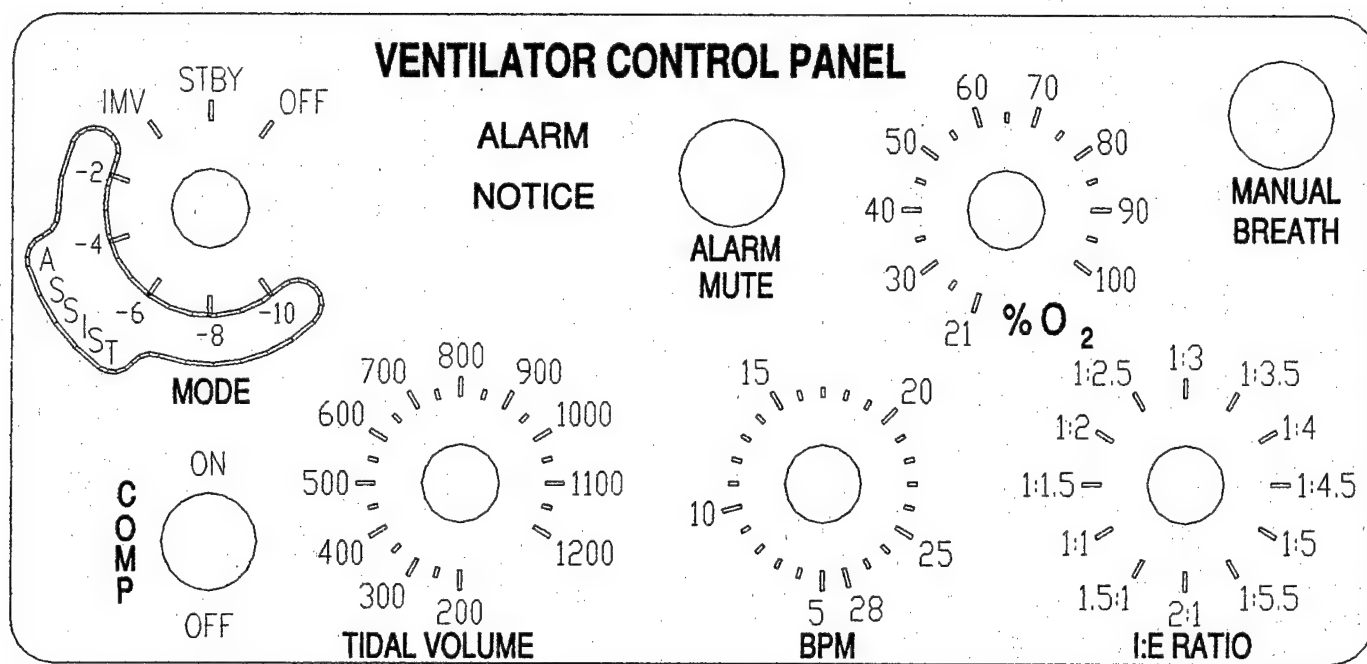 VENTILATOR CONTROL PANEL
IMV
STBY
OFF
-2
-4
-6
-8
-10
ASSIST
MODE
ALARM
NOTICE
ALARM
MUTE
21
30
40
50
60
70
80
90
100
%O₂
MANUAL
BREATH
COMP
ON
OFF
200
300
400
500
600
700
800
900
1000
1100
1200
TIDAL VOLUME
5
10
15
20
25
28
BPM
2:1
1.5:1
1:1
1:1.5
1:2
1:2.5
1:3
1:3.5
1:4
1:4.5
1:5
1:5.5
I:E RATIO